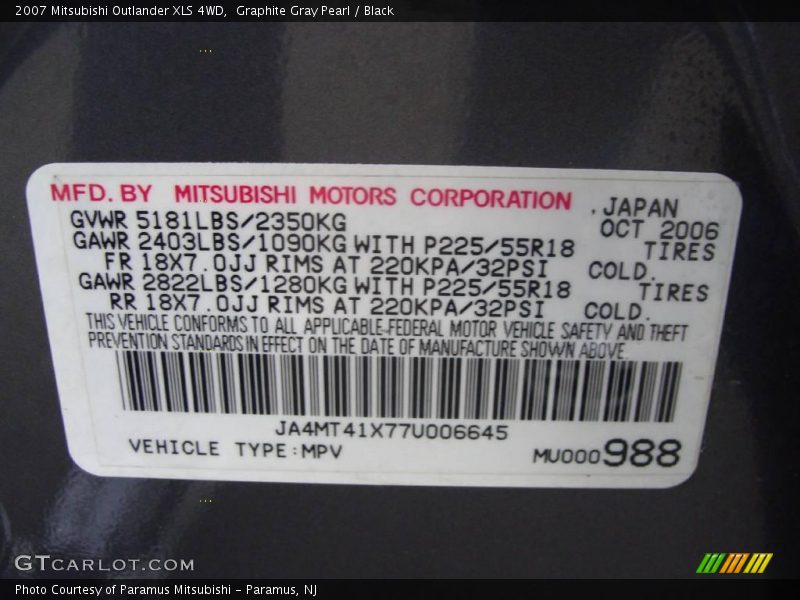 2007 Mitsubishi Outlander XLS 4WD,  Graphite Gray Pearl / Black
MFD. BY MITSUBISHI MOTORS CORPORATION . JAPAN
GVWR 5181LBS/2350KG OCT 2006
GAWR 2403LBS/1090KG WITH P225/55R18 TIRES
FR 18X7.0JJ RIMS AT 220KPA/32PSI COLD.
GAWR 2822LBS/1280KG WITH P225/55R18 TIRES
RR 18X7.0JJ RIMS AT 220KPA/32PSI COLD.
THIS VEHICLE CONFORMS TO ALL APPLICABLE FEDERAL MOTOR VEHICLE SAFETY AND THEFT
PREVENTION STANDARDS IN EFFECT ON THE DATE OF MANUFACTURE SHOWN ABOVE.
JA4MT41X77U006645
VEHICLE TYPE:MPV MU000988
GTCARLOT.COM
Photo Courtesy of Paramus Mitsubishi - Paramus, NJ